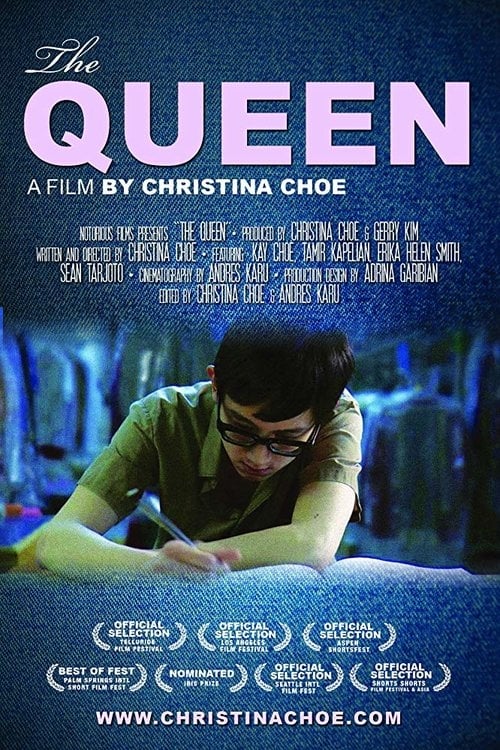 The
QUEEN
A FILM BY CHRISTINA CHOE
NOTORIOUS FILMS PRESENTS "THE QUEEN" • PRODUCED BY CHRISTINA CHOE & GERRY KIM
WRITTEN AND DIRECTED BY CHRISTINA CHOE • FEATURING KAY CHOE, TAMIR KAPELIAN, ERIKA HELEN SMITH,
SEAN TARJOTO • CINEMATOGRAPHY BY ANDRES KARU • PRODUCTION DESIGN BY ADRINA GARIBIAN
EDITED BY CHRISTINA CHOE & ANDRES KARU
OFFICIAL SELECTION TELLURIDE FILM FESTIVAL
OFFICIAL SELECTION LOS ANGELES FILM FESTIVAL
OFFICIAL SELECTION ASPEN SHORTSFEST
BEST OF FEST PALM SPRINGS INTL SHORT FILM FEST
NOMINATED IRIS PRIZE
OFFICIAL SELECTION SEATTLE INTL FILM FEST
OFFICIAL SELECTION SHORT SHORTS FILM FESTIVAL & ASIA
WWW.CHRISTINACHOE.COM